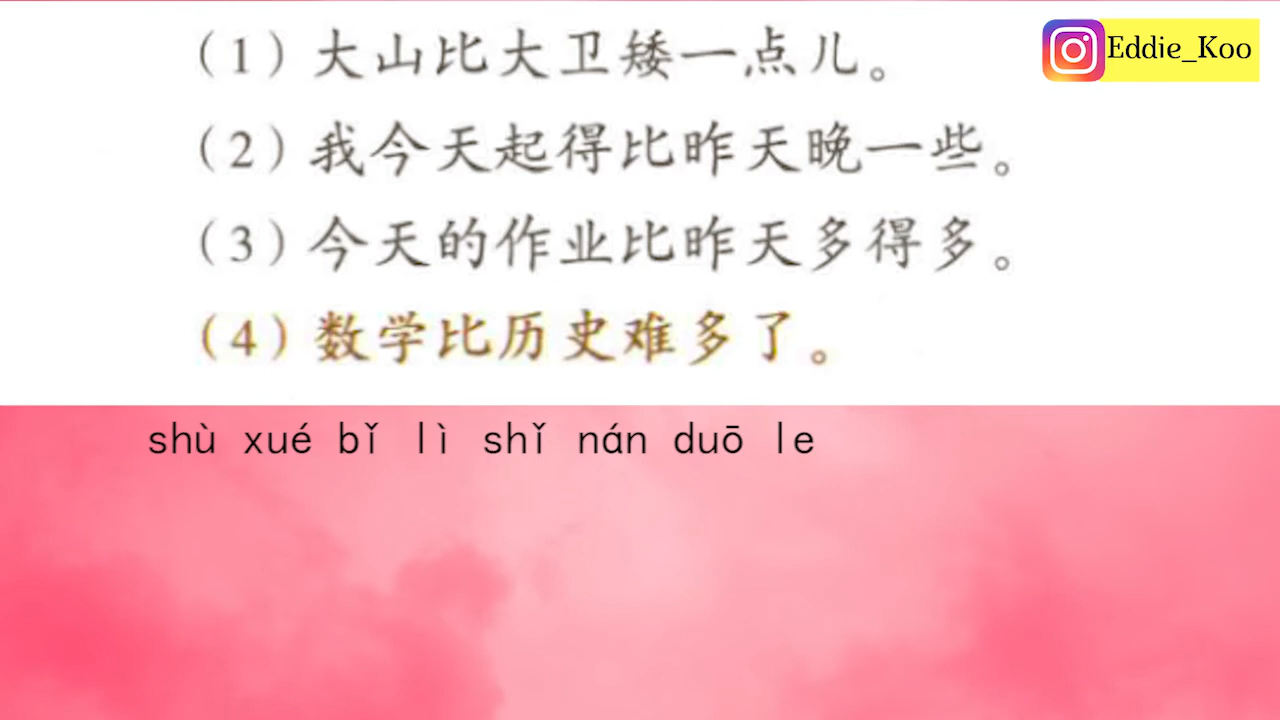 (1) 大山比大卫矮一点儿。
Eddie_Koo
(2) 我今天起得比昨天晚一些。
(3) 今天的作业比昨天多得多。
(4) 数学比历史难多了。
shù xué bǐ lì shǐ nán duō le